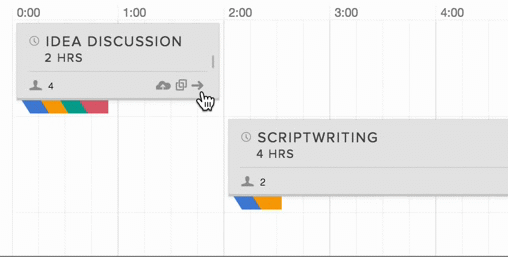 0:00 1:00 2:00 3:00 4:00
IDEA DISCUSSION
2 HRS
4
SCRIPTWRITING
4 HRS
2